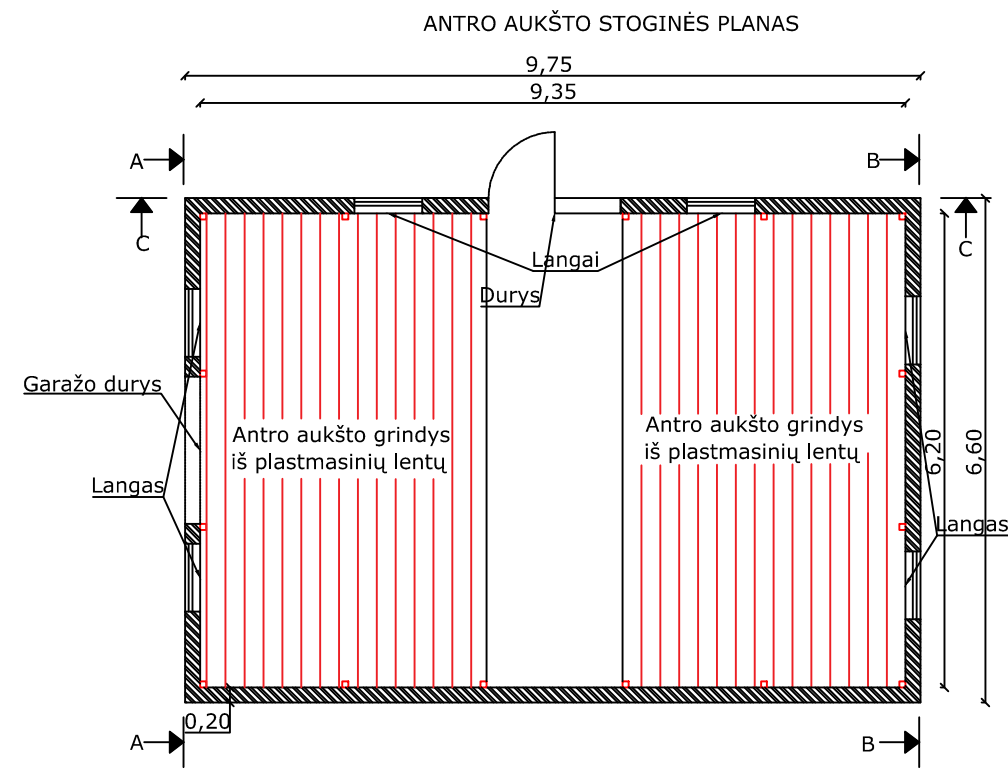 ANTRO AUKŠTO STOGINĖS PLANAS
9,75
9,35
A
B
C
C
Langai
Durys
Garažo durys
Antro aukšto grindys
iš plastmasinių lentų
Antro aukšto grindys
iš plastmasinių lentų
6,20
6,60
Langas
Langas
0,20
A
B